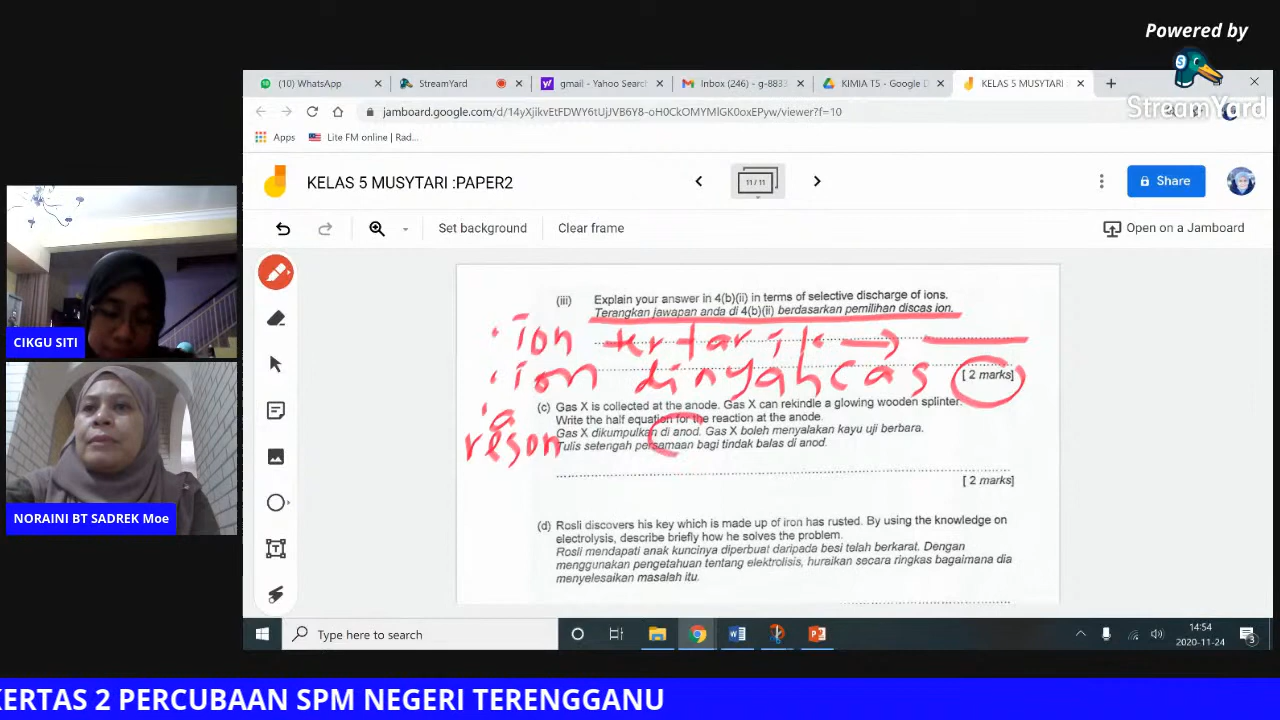 Powered by
StreamYard
(10) WhatsApp
StreamYard
gmail - Yahoo Searc
Inbox (246) - g-8833
KIMIA T5 - Google D
KELAS 5 MUSYTARI
jamboard.google.com/d/14yXjikvEtFDWY6tUjJVB6Y8-oH0CkOMYMlGK0oxEPyw/viewer?f=10
Apps
Lite FM online | Rad...
KELAS 5 MUSYTARI :PAPER2
11 / 11
Share
Set background
Clear frame
Open on a Jamboard
(iii) Explain your answer in 4(b)(ii) in terms of selective discharge of ions.
Terangkan jawapan anda di 4(b)(ii) berdasarkan pemilihan discas ion.
• ion tertarik →
• ion dinyahcas
[ 2 marks]
reson
(c) Gas X is collected at the anode. Gas X can rekindle a glowing wooden splinter.
Write the half equation for the reaction at the anode.
Gas X dikumpulkan di anod. Gas X boleh menyalakan kayu uji berbara.
Tulis setengah persamaan bagi tindak balas di anod.
[ 2 marks]
(d) Rosli discovers his key which is made up of iron has rusted. By using the knowledge on
electrolysis, describe briefly how he solves the problem.
Rosli mendapati anak kuncinya diperbuat daripada besi telah berkarat. Dengan
menggunakan pengetahuan tentang elektrolisis, huraikan secara ringkas bagaimana dia
menyelesaikan masalah itu.
CIKGU SITI
NORAINI BT SADREK Moe
Type here to search
14:54
2020-11-24
3
KERTAS 2 PERCUBAAN SPM NEGERI TERENGGANU